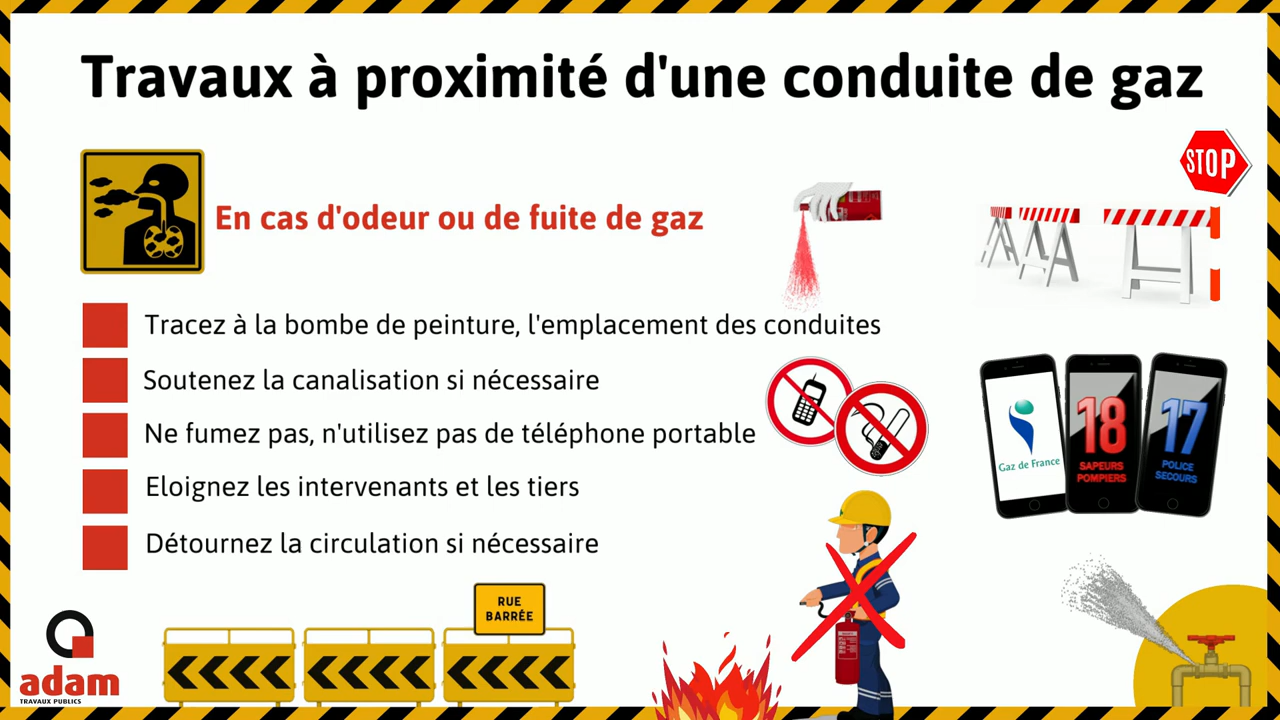 Travaux à proximité d'une conduite de gaz
STOP
En cas d'odeur ou de fuite de gaz
Tracez à la bombe de peinture, l'emplacement des conduites
Soutenez la canalisation si nécessaire
Ne fumez pas, n'utilisez pas de téléphone portable
Eloignez les intervenants et les tiers
Détournez la circulation si nécessaire
Gaz de France
18
SAPEURS
POMPIERS
17
POLICE
SECOURS
RUE
BARRÉE
adam
TRAVAUX PUBLICS